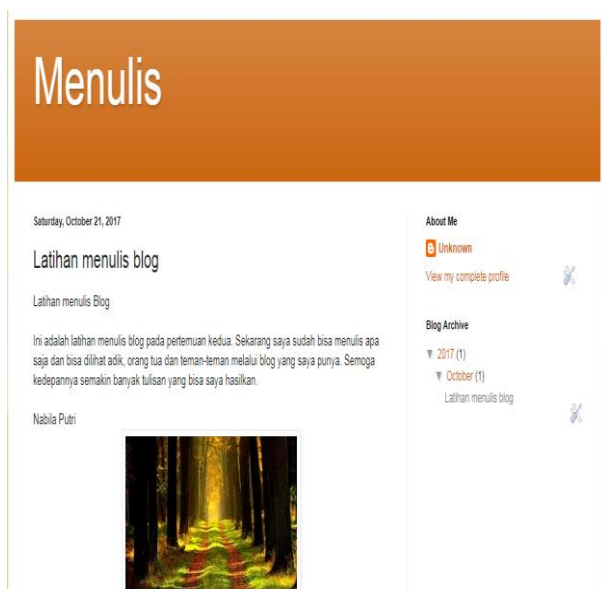 Menulis
Saturday, October 21, 2017
Latihan menulis blog
Latihan menulis Blog
Ini adalah latihan menulis blog pada pertemuan kedua. Sekarang saya sudah bisa menulis apa
saja dan bisa dilihat adik, orang tua dan teman-teman melalui blog yang saya punya. Semoga
kedepannya semakin banyak tulisan yang bisa saya hasilkan.
Nabila Putri
About Me
Unknown
View my complete profile
Blog Archive
▼ 2017 (1)
▼ October (1)
Latihan menulis blog